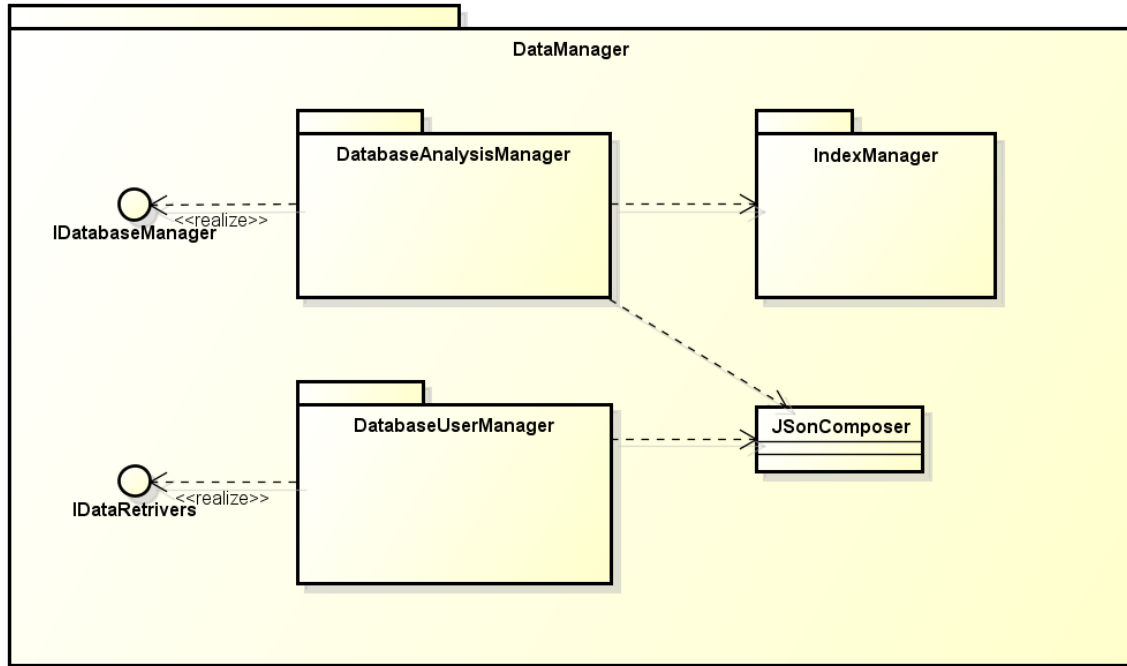 DataManager
DatabaseAnalysisManager
IndexManager
<<realize>>
IDatabaseManager
DatabaseUserManager
JSonComposer
<<realize>>
IDataRetrivers